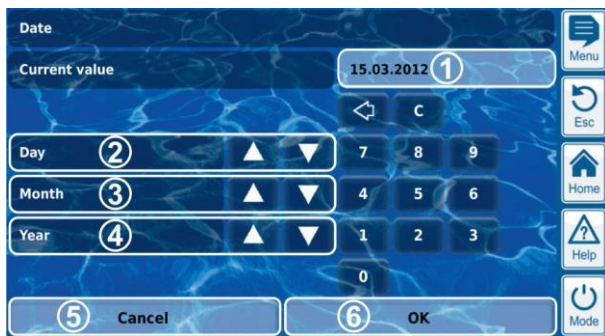 Date
Menu
Current value
15.03.2012
1
C
Esc
Day
2
7
8
9
Month
3
4
5
6
Home
Year
4
1
2
3
Help
0
5
Cancel
6
OK
Mode